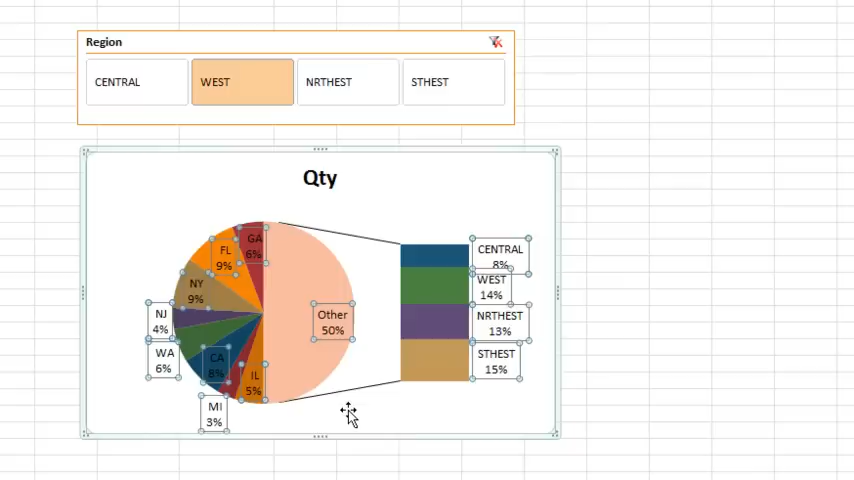 Region
CENTRAL
WEST
NRTHEST
STHEST
Qty
GA
6%
FL
9%
NY
9%
NJ
4%
WA
6%
CA
8%
MI
3%
IL
5%
Other
50%
CENTRAL
8%
WEST
14%
NRTHEST
13%
STHEST
15%